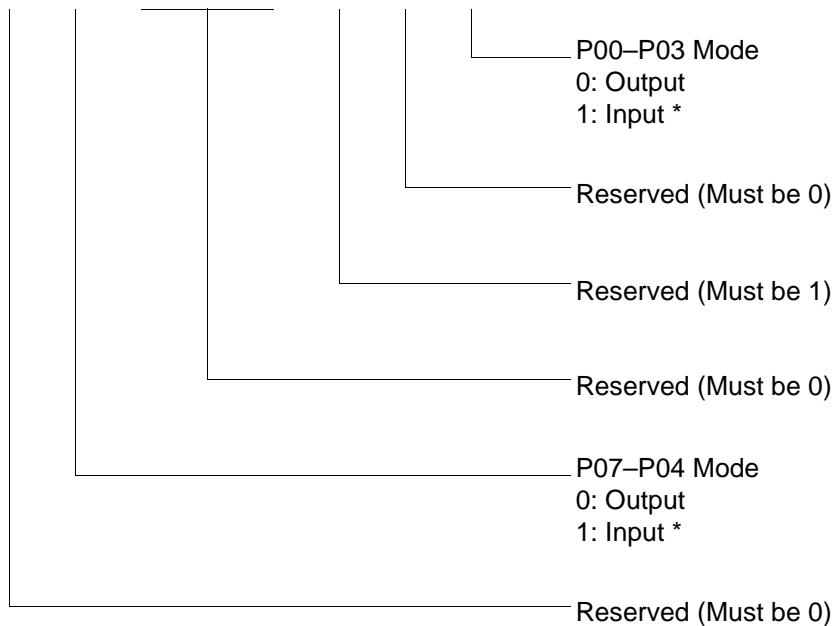 P00–P03 Mode
0: Output
1: Input *
Reserved (Must be 0)
Reserved (Must be 1)
Reserved (Must be 0)
P07–P04 Mode
0: Output
1: Input *
Reserved (Must be 0)